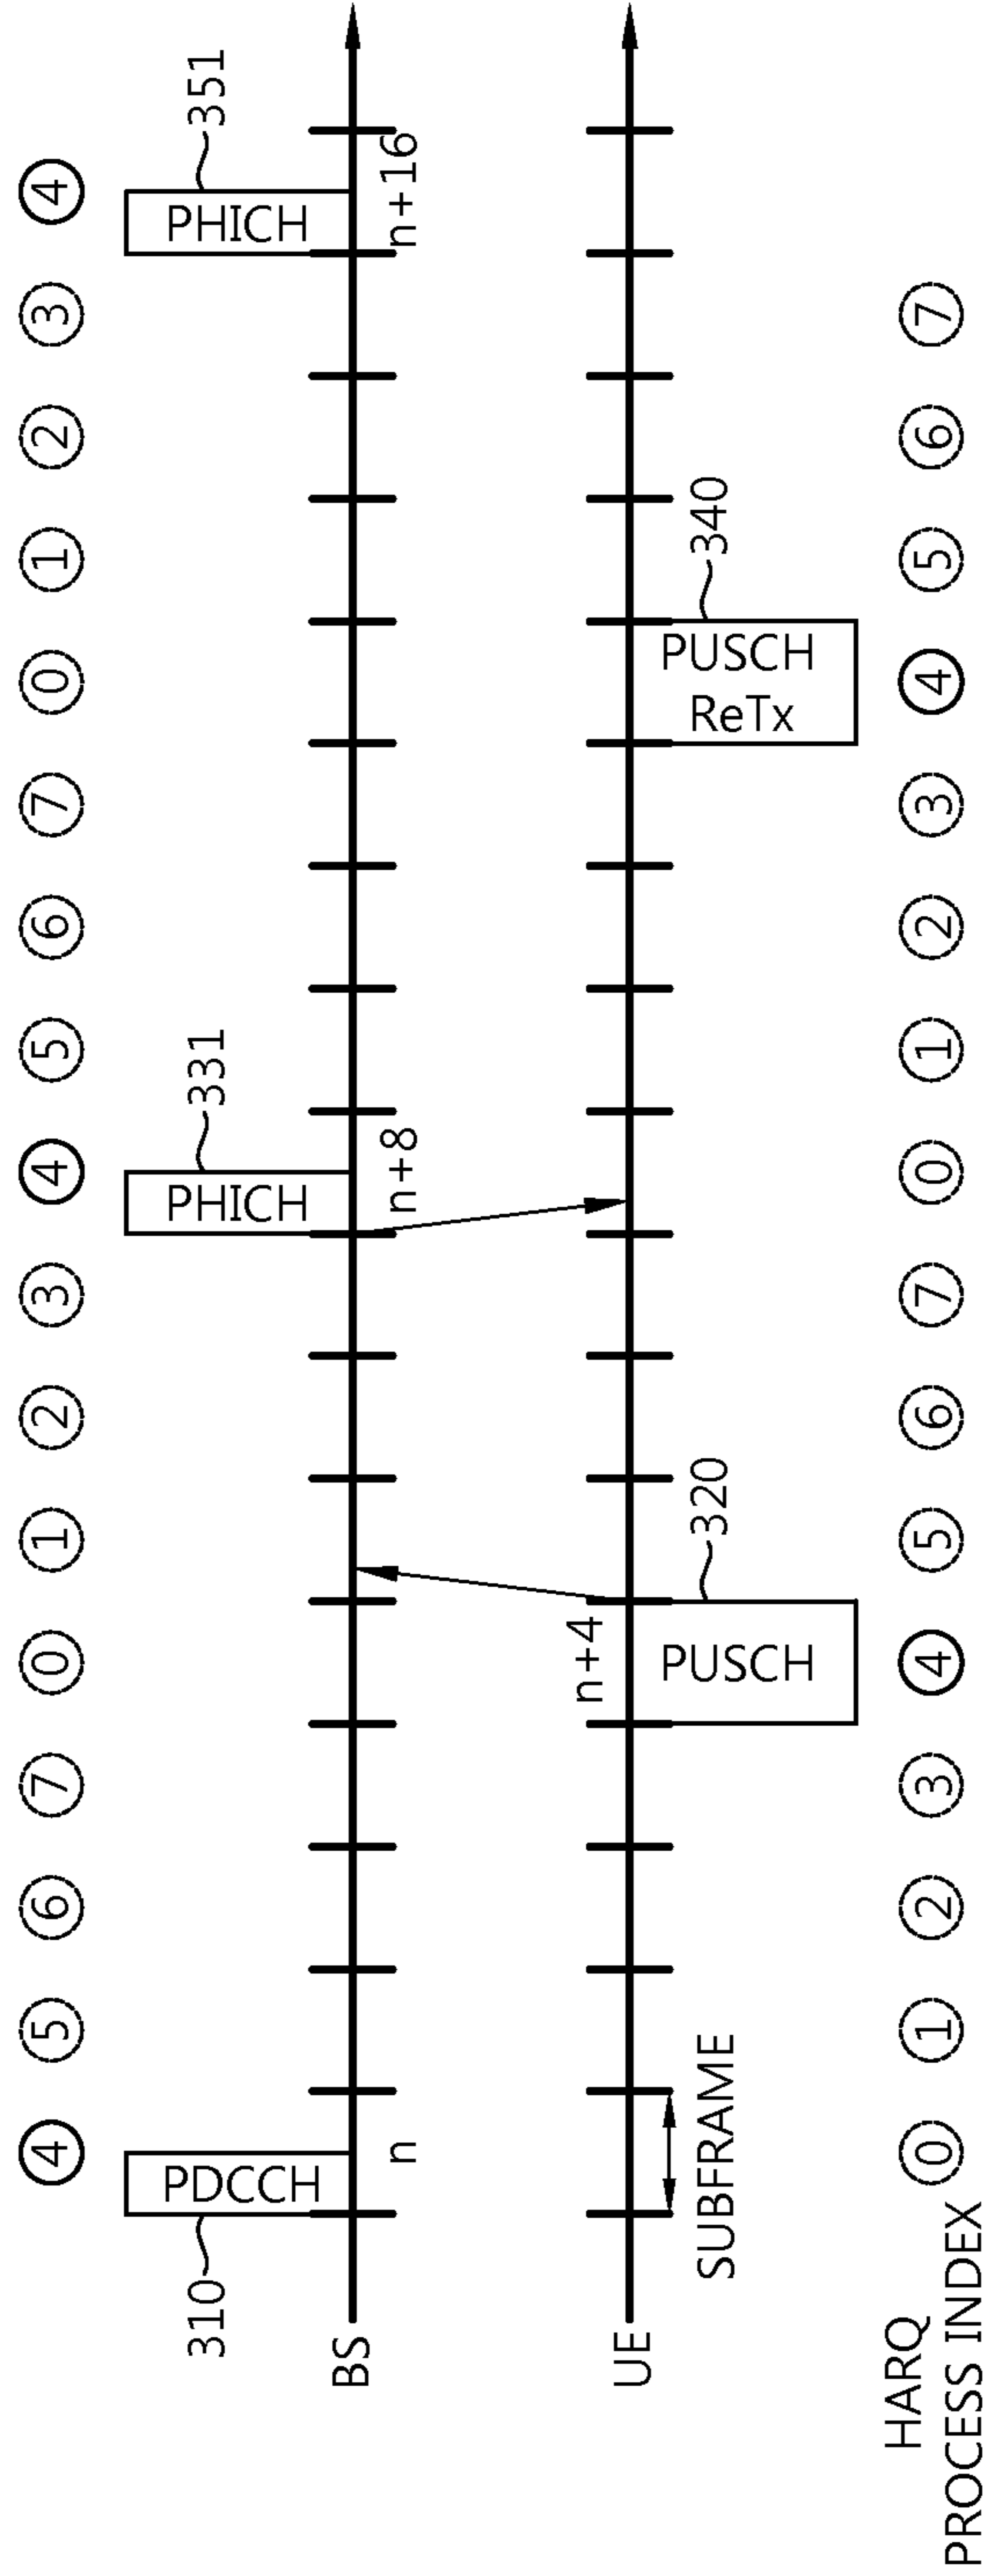 4 5 6 7 0 1 2 3 4 5 6 7 0 1 2 3 4
310 331 351
PDCCH PHICH PHICH
BS
n n+8 n+16
n+4
UE
PUSCH PUSCH
ReTx
SUBFRAME 320 340
HARQ
PROCESS INDEX
0 1 2 3 4 5 6 7 0 1 2 3 4 5 6 7